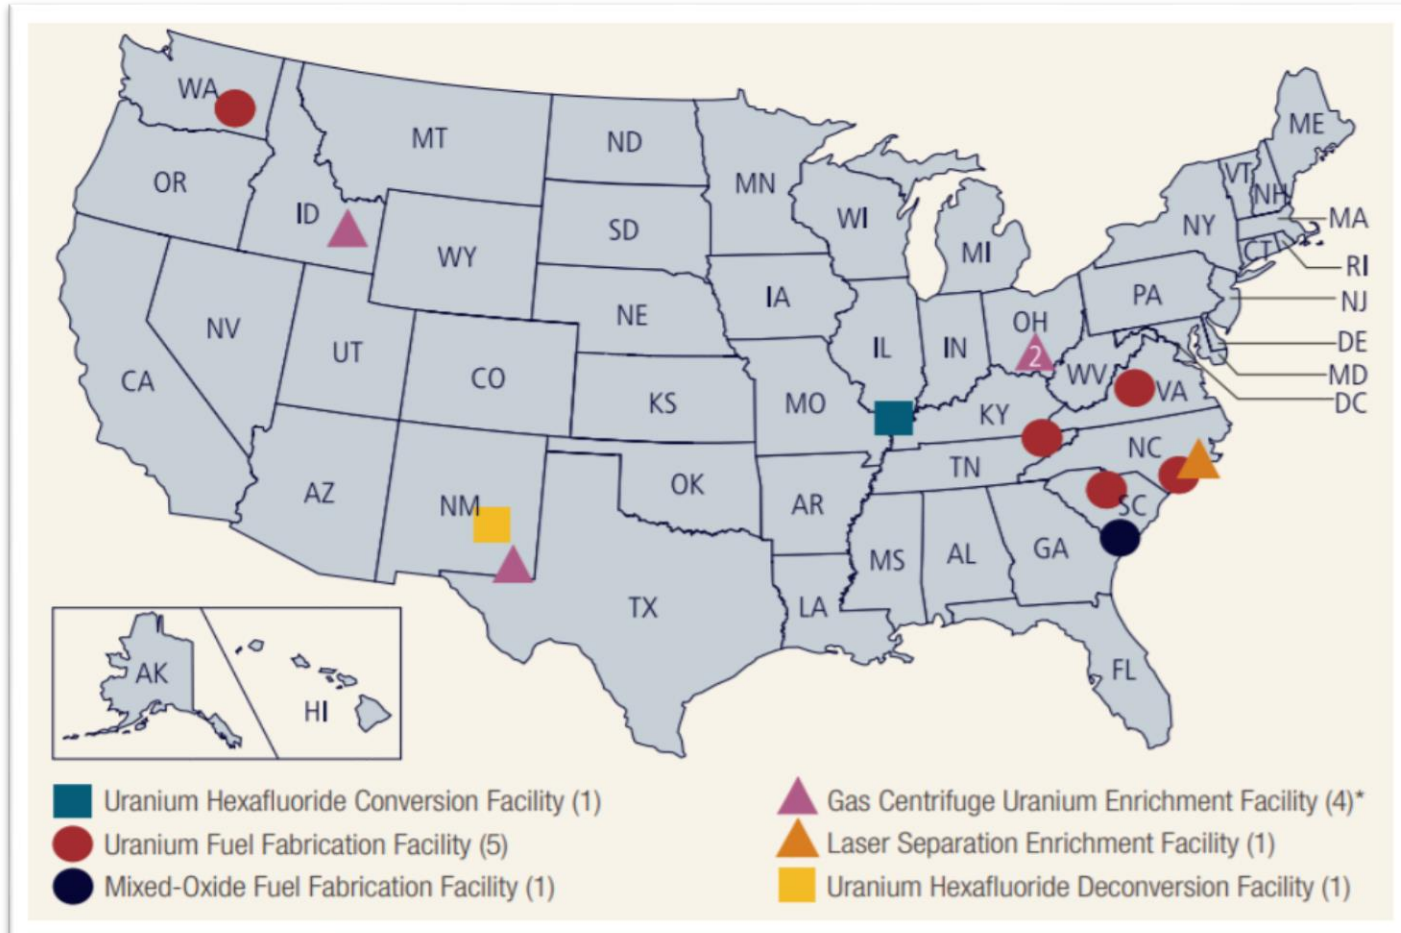 WA
MT
ND
MN
ME
VT
NH
OR
ID
SD
WI
NY
MA
MI
CT
RI
WY
IA
PA
NJ
NE
OH
NV
UT
IL
IN
2
DE
CA
CO
WV
MD
KS
MO
VA
DC
KY
NC
TN
AZ
NM
OK
AR
SC
MS
AL
GA
TX
LA
FL
AK
HI
Uranium Hexafluoride Conversion Facility (1)
Uranium Fuel Fabrication Facility (5)
Mixed-Oxide Fuel Fabrication Facility (1)
Gas Centrifuge Uranium Enrichment Facility (4)*
Laser Separation Enrichment Facility (1)
Uranium Hexafluoride Deconversion Facility (1)